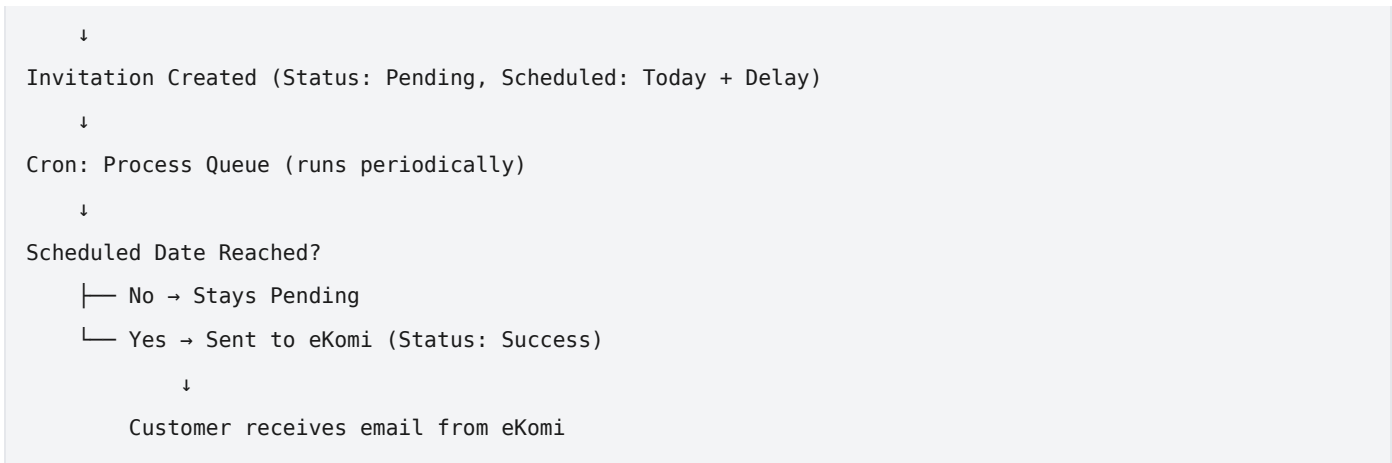 ↓
Invitation Created (Status: Pending, Scheduled: Today + Delay)
↓
Cron: Process Queue (runs periodically)
↓
Scheduled Date Reached?
├── No → Stays Pending
└── Yes → Sent to eKomi (Status: Success)
↓
Customer receives email from eKomi